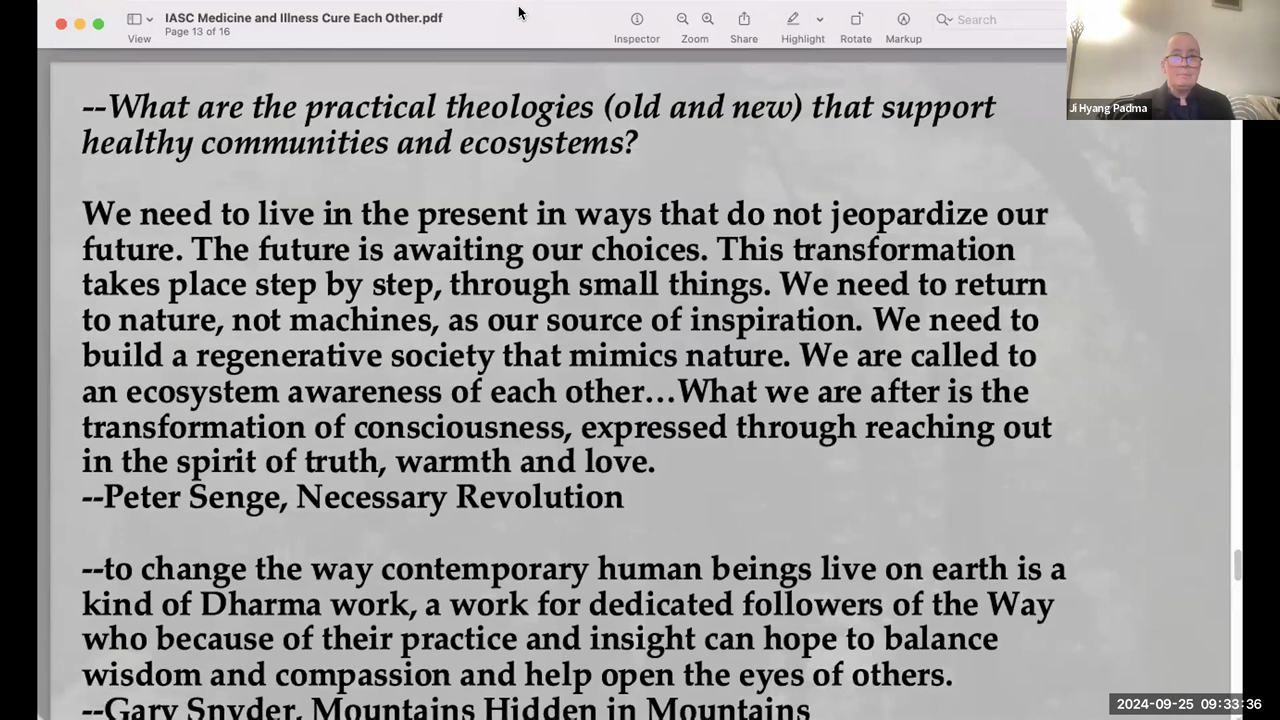 IASC Medicine and Illness Cure Each Other.pdf
Page 13 of 16
View
Inspector
Zoom
Share
Highlight
Rotate
Markup
Search
Ji Hyang Padma
--What are the practical theologies (old and new) that support
healthy communities and ecosystems?
We need to live in the present in ways that do not jeopardize our
future. The future is awaiting our choices. This transformation
takes place step by step, through small things. We need to return
to nature, not machines, as our source of inspiration. We need to
build a regenerative society that mimics nature. We are called to
an ecosystem awareness of each other…What we are after is the
transformation of consciousness, expressed through reaching out
in the spirit of truth, warmth and love.
--Peter Senge, Necessary Revolution
--to change the way contemporary human beings live on earth is a
kind of Dharma work, a work for dedicated followers of the Way
who because of their practice and insight can hope to balance
wisdom and compassion and help open the eyes of others.
--Gary Snyder, Mountains Hidden in Mountains
2024-09-25 09:33:36